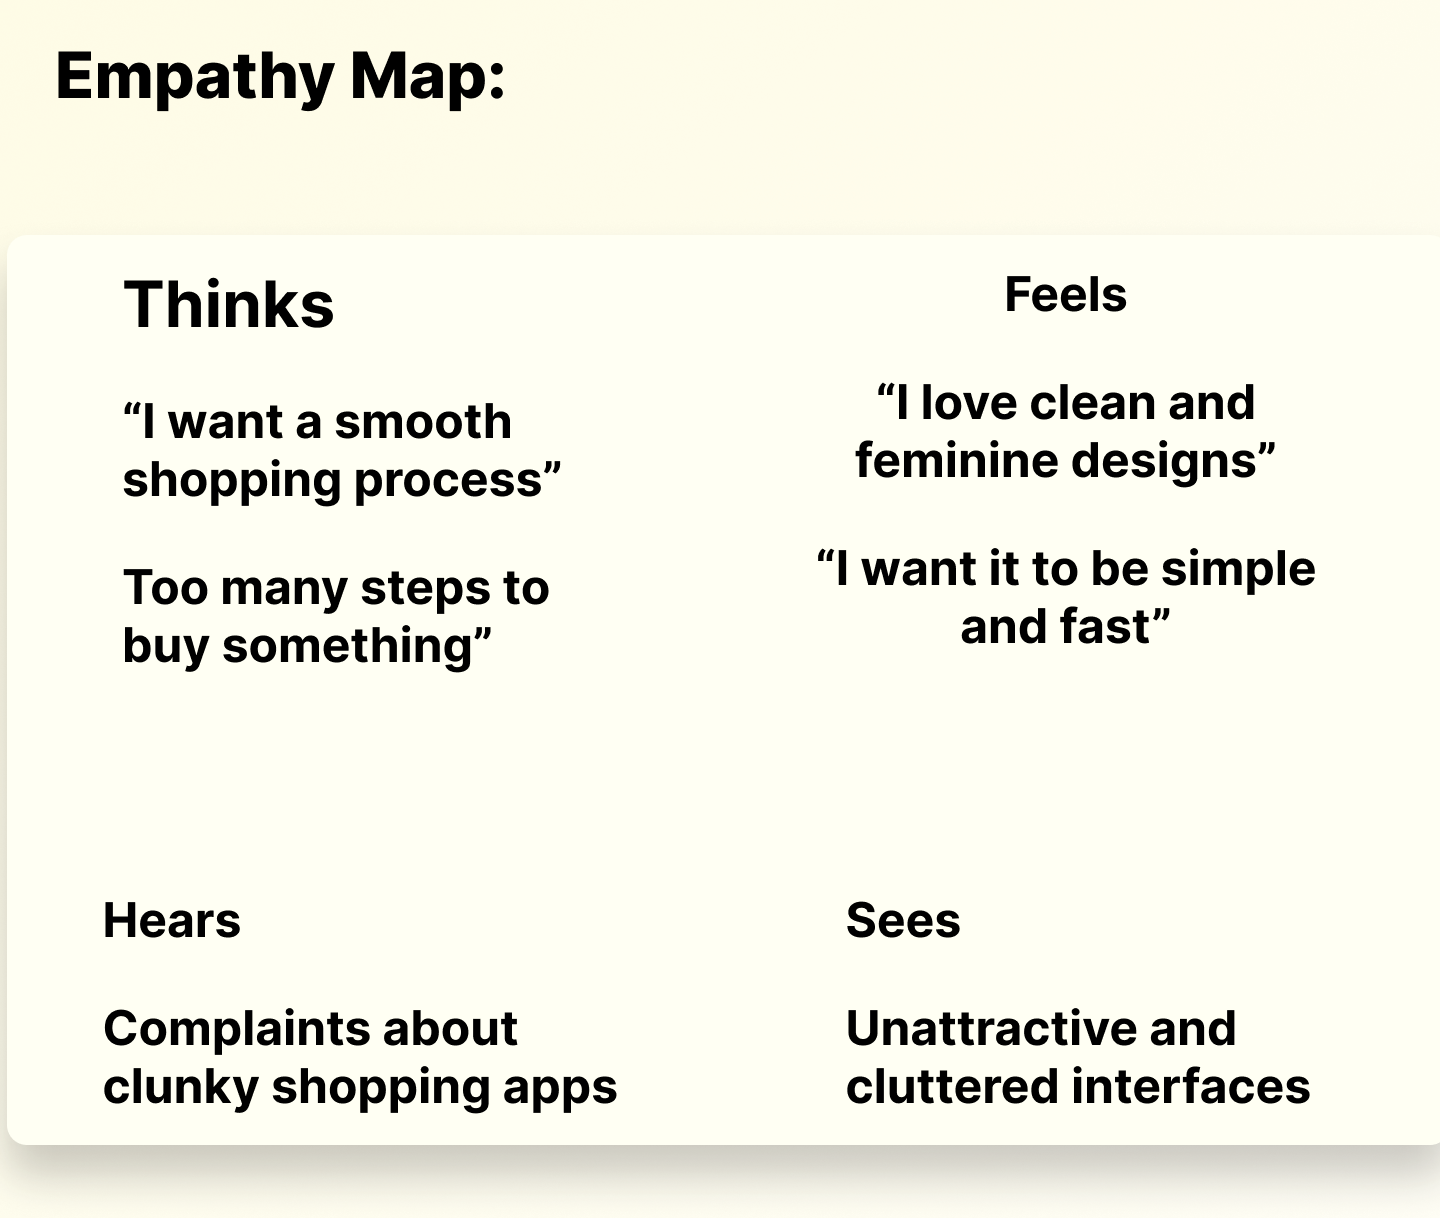 Empathy Map:
Thinks
“I want a smooth
shopping process”
Too many steps to
buy something”
Feels
“I love clean and
feminine designs”
“I want it to be simple
and fast”
Hears
Complaints about
clunky shopping apps
Sees
Unattractive and
cluttered interfaces